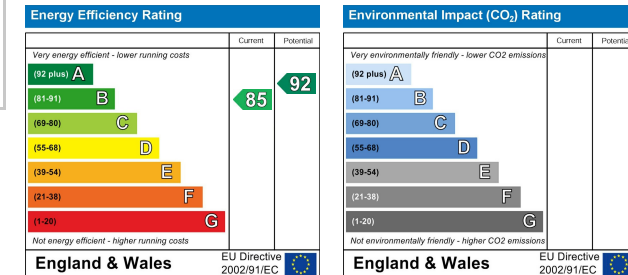 Energy Efficiency Rating
Current Potential
Very energy efficient - lower running costs
(92 plus) A
(81-91) B
(69-80) C
(55-68) D
(39-54) E
(21-38) F
(1-20) G
85
92
Not energy efficient - higher running costs
England & Wales
EU Directive
2002/91/EC
Environmental Impact (CO₂) Rating
Current Potential
Very environmentally friendly - lower CO2 emissions
(92 plus) A
(81-91) B
(69-80) C
(55-68) D
(39-54) E
(21-38) F
(1-20) G
Not environmentally friendly - higher CO2 emissions
England & Wales
EU Directive
2002/91/EC